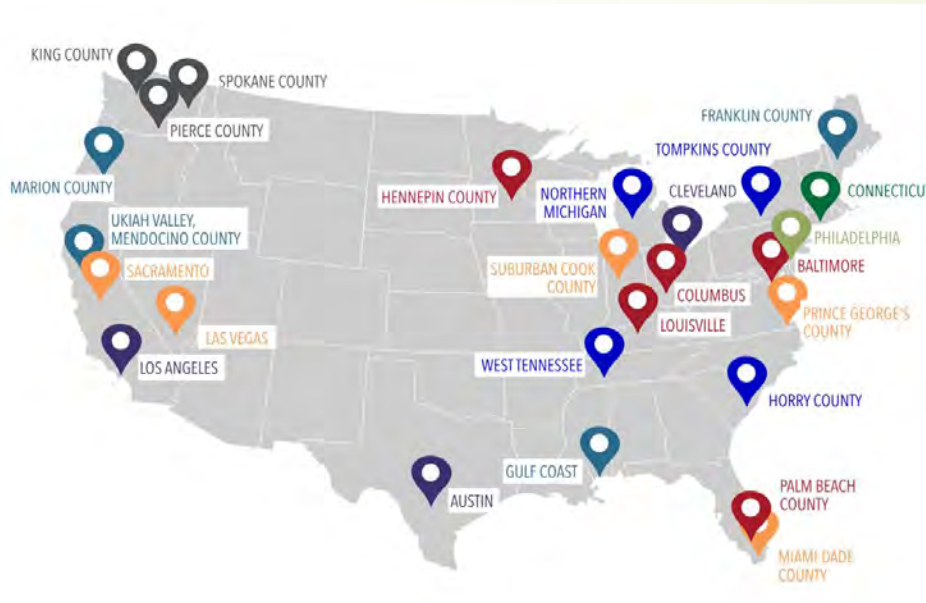 KING COUNTY
SPOKANE COUNTY
PIERCE COUNTY
FRANKLIN COUNTY
TOMPKINS COUNTY
MARION COUNTY
HENNEPIN COUNTY
NORTHERN
MICHIGAN
CLEVELAND
CONNECTICU
UKIAH VALLEY,
MENDOCINO COUNTY
PHILADELPHIA
SACRAMENTO
SUBURBAN COOK
COUNTY
BALTIMORE
COLUMBUS
PRINCE GEORGE'S
COUNTY
LAS VEGAS
LOUISVILLE
LOS ANGELES
WEST TENNESSEE
HORRY COUNTY
GULF COAST
AUSTIN
PALM BEACH
COUNTY
MIAMI DADE
COUNTY